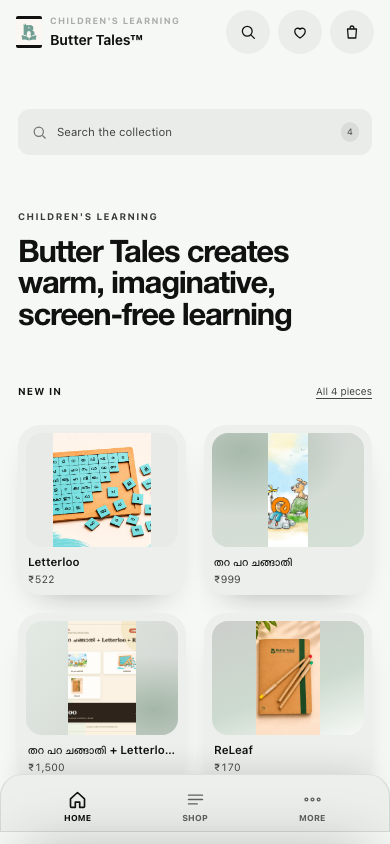 CHILDREN'S LEARNING
Butter Tales™
Search the collection
4
CHILDREN'S LEARNING
Butter Tales creates
warm, imaginative,
screen-free learning
NEW IN
All 4 pieces
Letterloo
₹522
തറ പറ ചങ്ങാതി
₹999
തറ പറ ചങ്ങാതി + Letterlo...
₹1,500
ReLeaf
₹170
HOME
SHOP
MORE